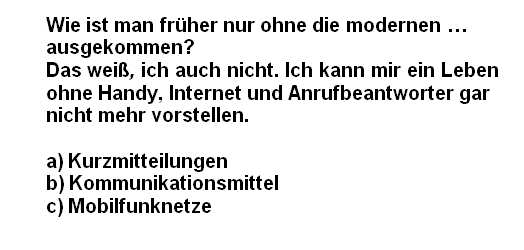 Wie ist man früher nur ohne die modernen …
ausgekommen?
Das weiß, ich auch nicht. Ich kann mir ein Leben
ohne Handy, Internet und Anrufbeantworter gar
nicht mehr vorstellen.
a) Kurzmitteilungen
b) Kommunikationsmittel
c) Mobilfunknetze